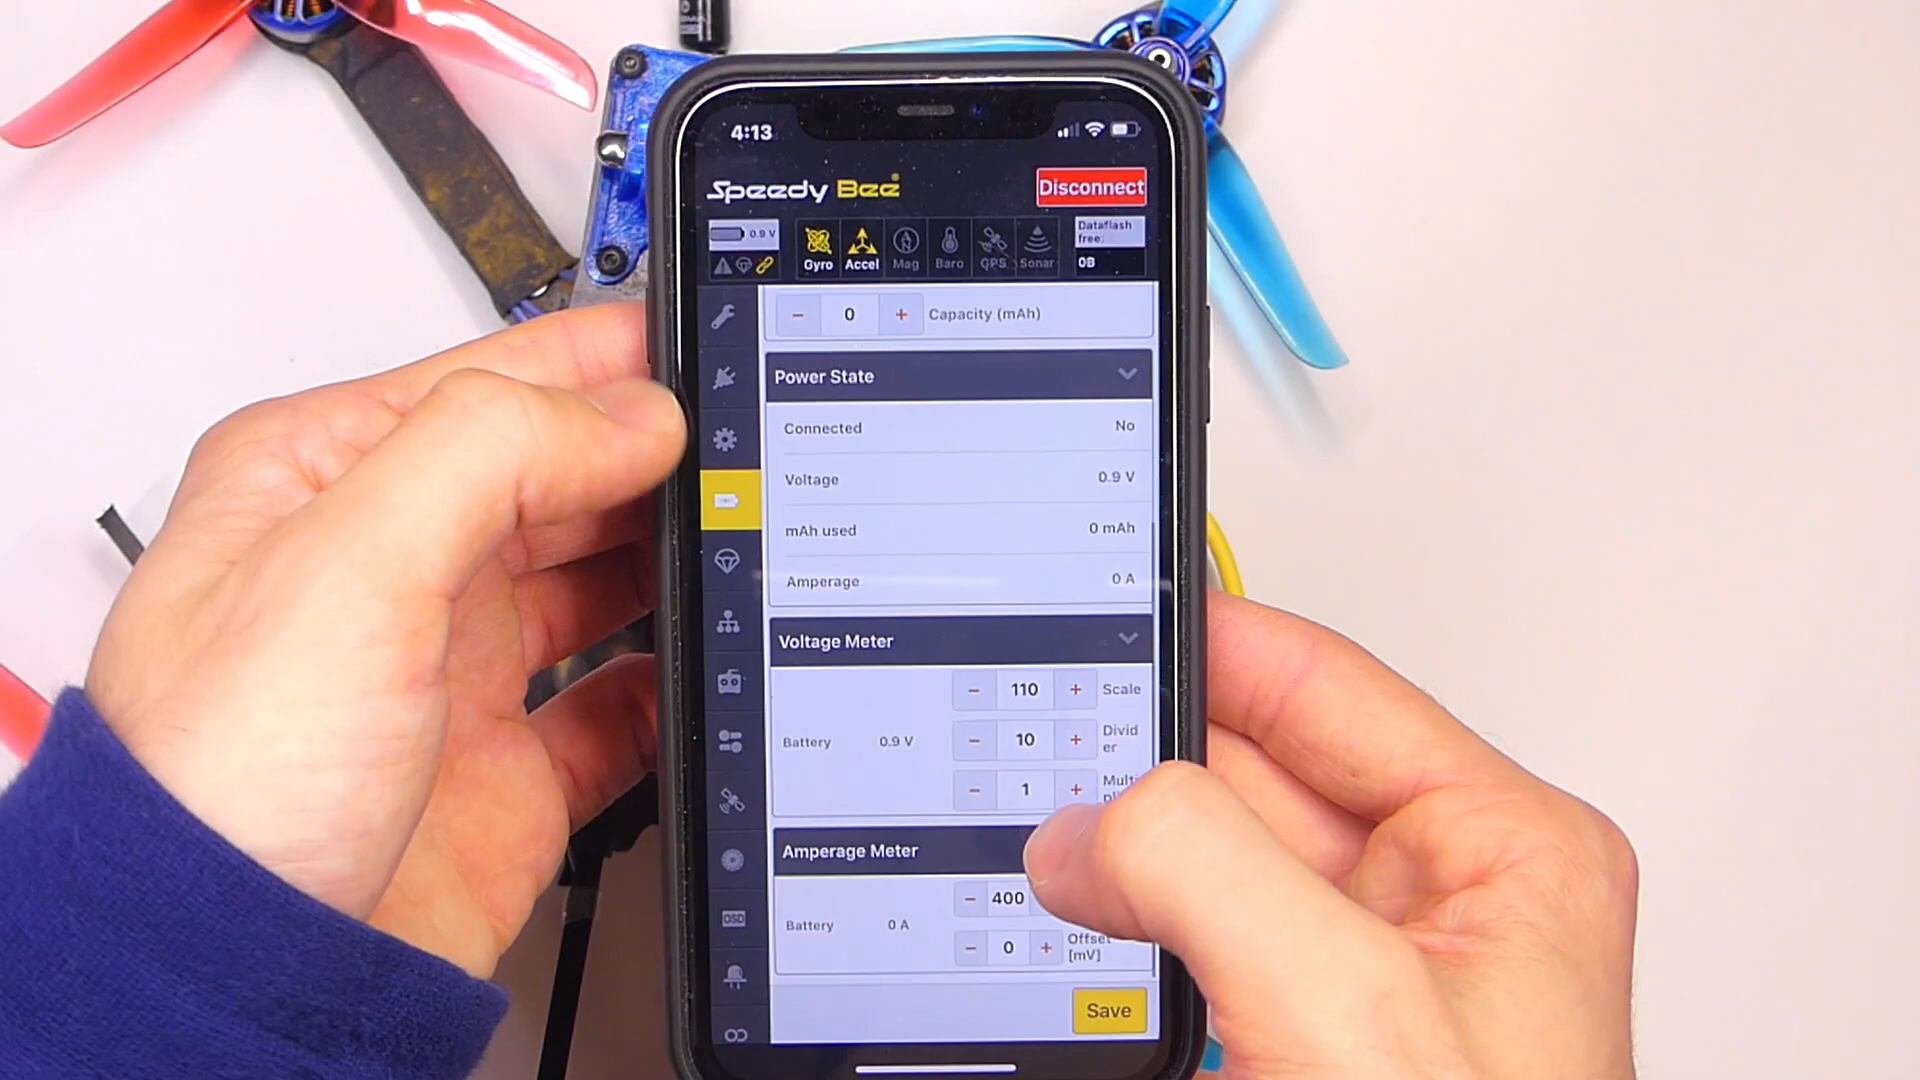 4:13
Speedy Bee
Disconnect
0.9 V
Gyro
Accel
Mag
Baro
GPS
Sonar
Dataflash
free:
0B
- 0 + Capacity (mAh)
Power State
Connected No
Voltage 0.9 V
mAh used 0 mAh
Amperage 0 A
Voltage Meter
- 110 + Scale
Battery 0.9 V - 10 + Divid
er
- 1 + Multi
Amperage Meter
- 400
Battery 0 A
- 0 + Offset
[mV]
OSD
Save